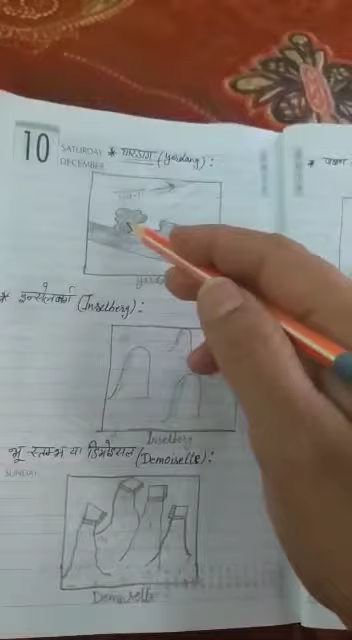 10 SATURDAY
DECEMBER
* यारडंग (Yardang):
* इन्सेलबर्ग (Inselberg):
Inselberg
भू स्तम्भ या डिमोइसल (Demoiselle):
SUNDAY
Demoiselle